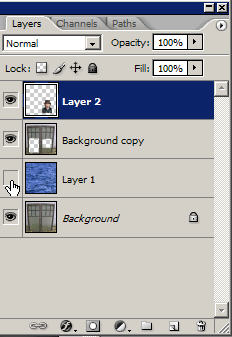 Layers Channels Paths
Normal Opacity: 100%
Lock: Fill: 100%
Layer 2
Background copy
Layer 1
Background